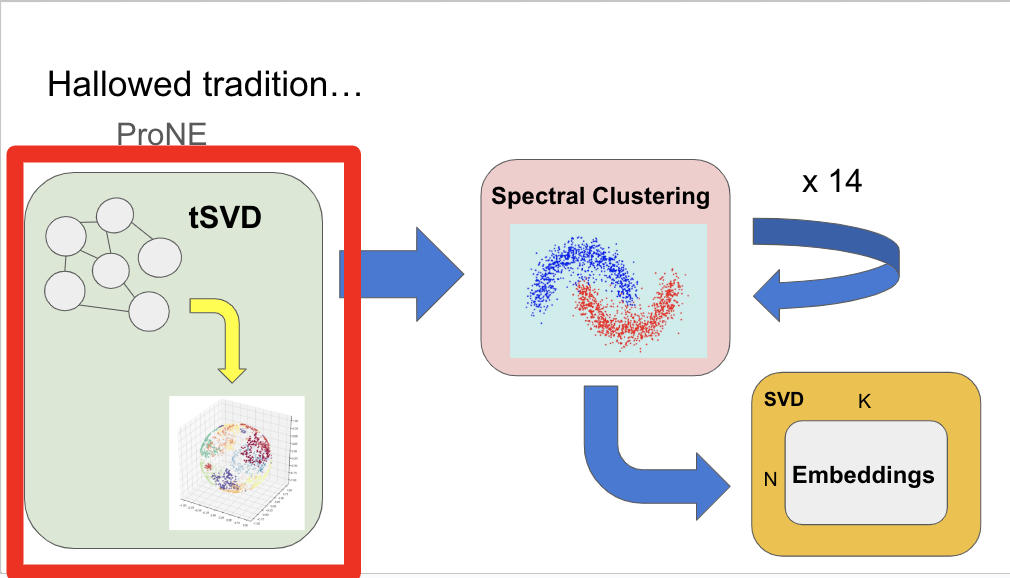 Hallowed tradition…
ProNE
tSVD
Spectral Clustering
x 14
SVD
K
N
Embeddings